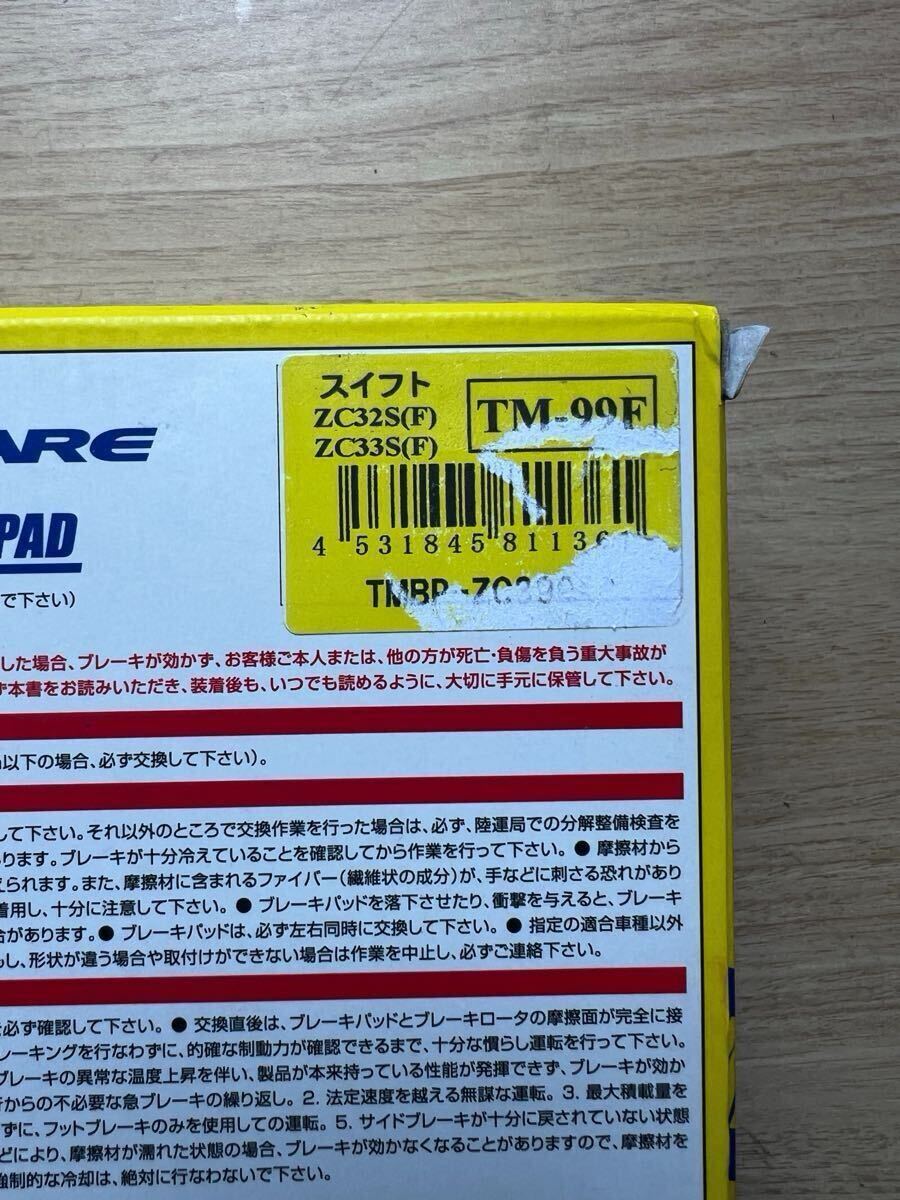 スイフト
ZC32S(F)
ZC33S(F)
TM-99F
ARE
PAD
で下さい)
4 531845 8113
した場合、ブレーキが効かず、お客様ご本人または、他の方が死亡・負傷を負う重大事故が
ず本書をお読みいただき、装着後も、いつでも読めるように、大切に手元に保管して下さい。
以下の場合、必ず交換して下さい)。
して下さい。それ以外のところで交換作業を行った場合は、必ず、陸運局での分解整備検査を
ります。ブレーキが十分冷えていることを確認してから作業を行って下さい。● 摩擦材から
えられます。また、摩擦材に含まれるファイバー(繊維状の成分)が、手などに刺さる恐れがあり
着用し、十分に注意して下さい。● ブレーキパッドを落下させたり、衝撃を与えると、ブレーキ
合があります。● ブレーキパッドは、必ず左右同時に交換して下さい。● 指定の適合車種以外
もし、形状が違う場合や取付けができない場合は作業を中止し、必ずご連絡下さい。
を必ず確認して下さい。● 交換直後は、ブレーキパッドとブレーキロータの摩擦面が完全に接
レーキングを行なわずに、的確な制動力が確認できるまで、十分な慣らし運転を行って下さい。
ブレーキの異常な温度上昇を伴い、製品が本来持っている性能が発揮できず、ブレーキが効か
からの不必要な急ブレーキの繰り返し。2. 法定速度を越える無謀な運転。3. 最大積載量を
ずに、フットブレーキのみを使用しての運転。5. サイドブレーキが十分に戻されていない状態
どにより、摩擦材が濡れた状態の場合、ブレーキが効かなくなることがありますので、摩擦材を
強制的な冷却は、絶対に行なわないで下さい。